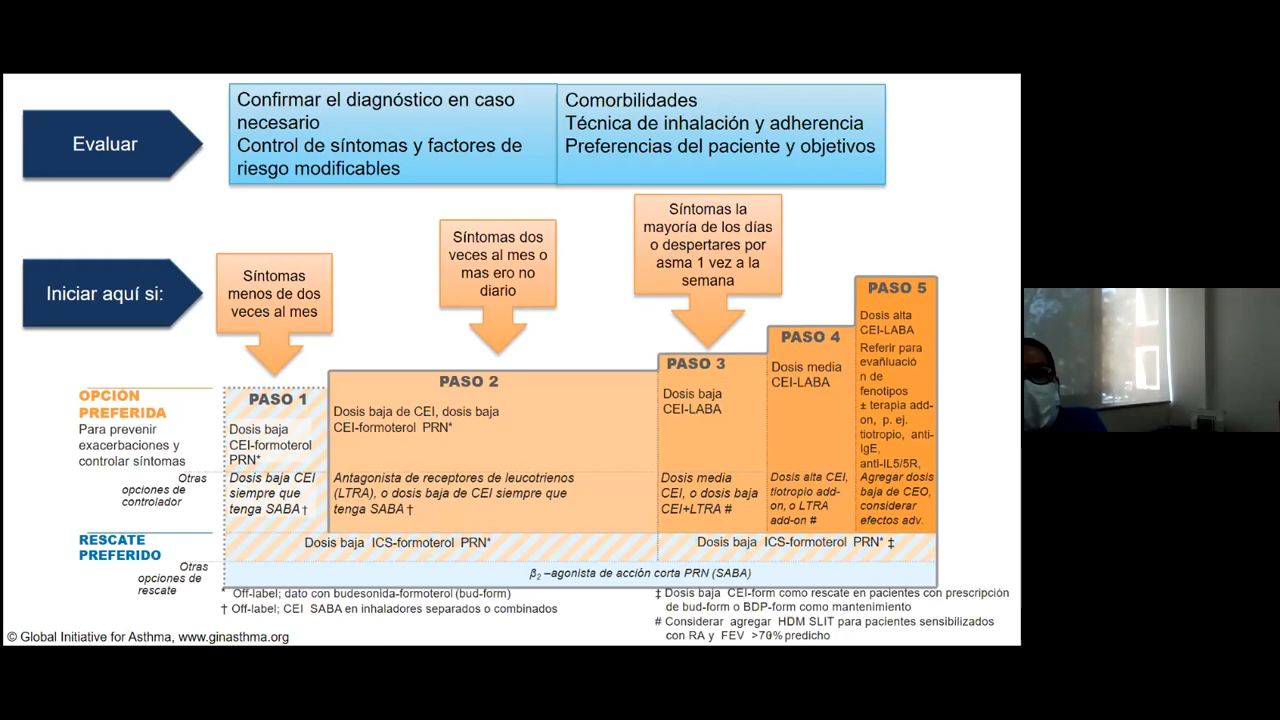 Evaluar
Confirmar el diagnóstico en caso
necesario
Control de síntomas y factores de
riesgo modificables
Comorbilidades
Técnica de inhalación y adherencia
Preferencias del paciente y objetivos
Iniciar aquí si:
Síntomas
menos de dos
veces al mes
Síntomas dos
veces al mes o
mas ero no
diario
Síntomas la
mayoría de los días
o despertares por
asma 1 vez a la
semana
OPCIÓN
PREFERIDA
Para prevenir
exacerbaciones y
controlar síntomas
PASO 1
Dosis baja
CEI-formoterol
PRN*
PASO 2
Dosis baja de CEI, dosis baja
CEI-formoterol PRN*
PASO 3
Dosis baja
CEI-LABA
PASO 4
Dosis media
CEI-LABA
PASO 5
Dosis alta
CEI-LABA
Referir para
evañluació
n de
fenotipos
± terapia add-
on, p. ej.
tiotropio, anti-
IgE,
anti-IL5/5R,
Otras
opciones de
controlador
Dosis baja CEI
siempre que
tenga SABA †
Antagonista de receptores de leucotrienos
(LTRA), o dosis baja de CEI siempre que
tenga SABA †
Dosis media
CEI, o dosis baja
CEI+LTRA #
Dosis alta CEI,
tiotropio add-
on, o LTRA
add-on #
Agregar dosis
baja de CEO,
considerar
efectos adv.
RESCATE
PREFERIDO
Dosis baja ICS-formoterol PRN*
Dosis baja ICS-formoterol PRN* ‡
Otras
opciones de
rescate
β2 –agonista de acción corta PRN (SABA)
* Off-label; dato con budesonida-formoterol (bud-form)
† Off-label; CEI SABA en inhaladores separados o combinados
‡ Dosis baja CEI-form como rescate en pacientes con prescripción
de bud-form o BDP-form como mantenimiento
# Considerar agregar HDM SLIT para pacientes sensibilizados
con RA y FEV >70% predicho
© Global Initiative for Asthma, www.ginasthma.org